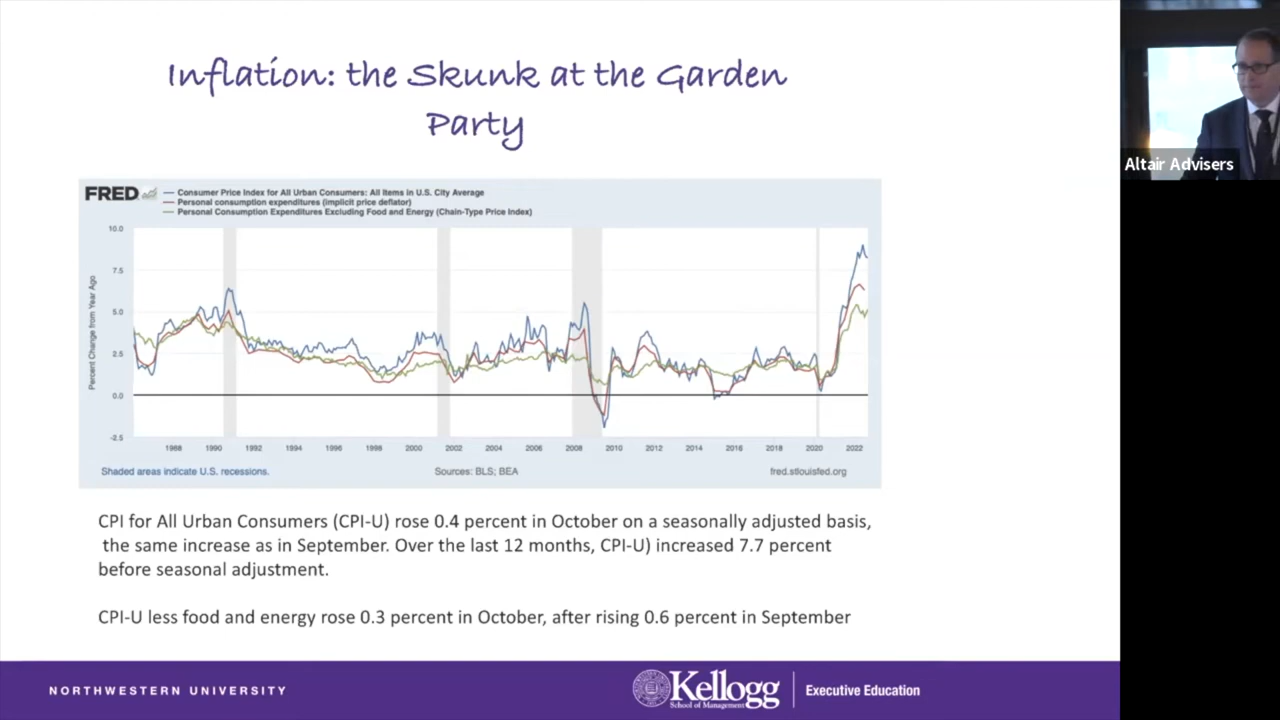 Inflation: the Skunk at the Garden
Party
Altair Advisers
FRED
Consumer Price Index for All Urban Consumers: All Items in U.S. City Average
Personal consumption expenditures (implicit price deflator)
Personal Consumption Expenditures Excluding Food and Energy (Chain-Type Price Index)
Percent Change from Year Ago
10.0
7.5
5.0
2.5
0.0
-2.5
1988 1990 1992 1994 1996 1998 2000 2002 2004 2006 2008 2010 2012 2014 2016 2018 2020 2022
Shaded areas indicate U.S. recessions. Sources: BLS; BEA fred.stlouisfed.org
CPI for All Urban Consumers (CPI-U) rose 0.4 percent in October on a seasonally adjusted basis,
the same increase as in September. Over the last 12 months, CPI-U) increased 7.7 percent
before seasonal adjustment.
CPI-U less food and energy rose 0.3 percent in October, after rising 0.6 percent in September
NORTHWESTERN UNIVERSITY
Kellogg
School of Management
Executive Education